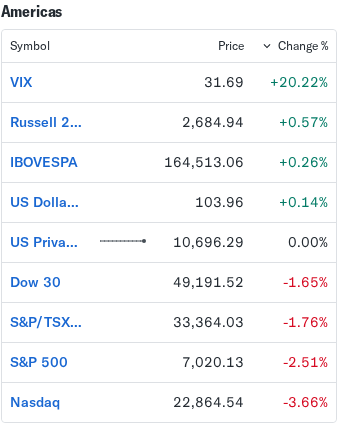 Americas
Symbol Price Change %
VIX 31.69 +20.22%
Russell 2... 2,684.94 +0.57%
IBOVESPA 164,513.06 +0.26%
US Dolla... 103.96 +0.14%
US Priva... 10,696.29 0.00%
Dow 30 49,191.52 -1.65%
S&P/TSX... 33,364.03 -1.76%
S&P 500 7,020.13 -2.51%
Nasdaq 22,864.54 -3.66%